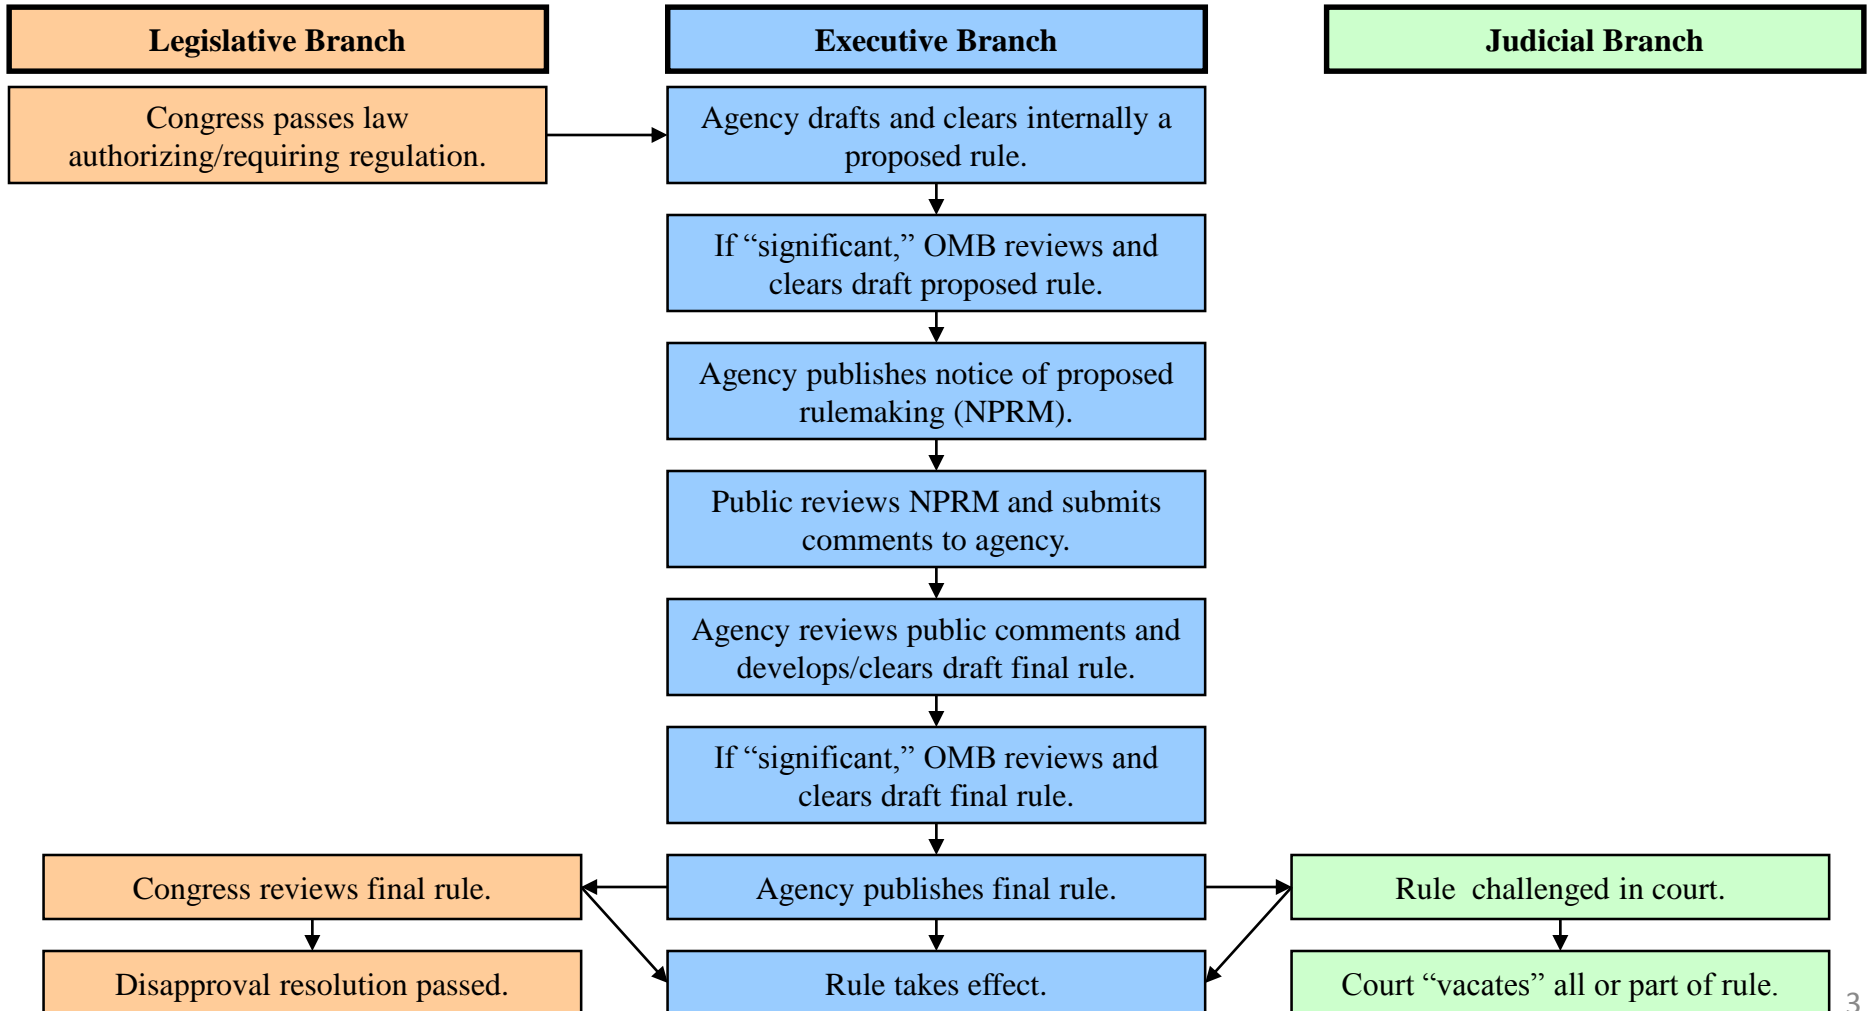 Legislative Branch
Executive Branch
Judicial Branch
Congress passes law
authorizing/requiring regulation.
Agency drafts and clears internally a
proposed rule.
If “significant,” OMB reviews and
clears draft proposed rule.
Agency publishes notice of proposed
rulemaking (NPRM).
Public reviews NPRM and submits
comments to agency.
Agency reviews public comments and
develops/clears draft final rule.
If “significant,” OMB reviews and
clears draft final rule.
Congress reviews final rule.
Agency publishes final rule.
Rule challenged in court.
Disapproval resolution passed.
Rule takes effect.
Court “vacates” all or part of rule.
3